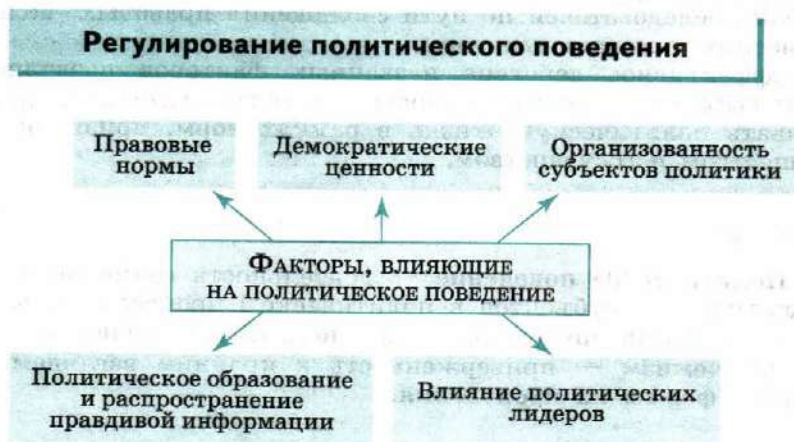 Регулирование политического поведения
Правовые
нормы
Демократические
ценности
Организованность
субъектов политики
Факторы, влияющие
на политическое поведение
Политическое образование
и распространение
правдивой информации
Влияние политических
лидеров